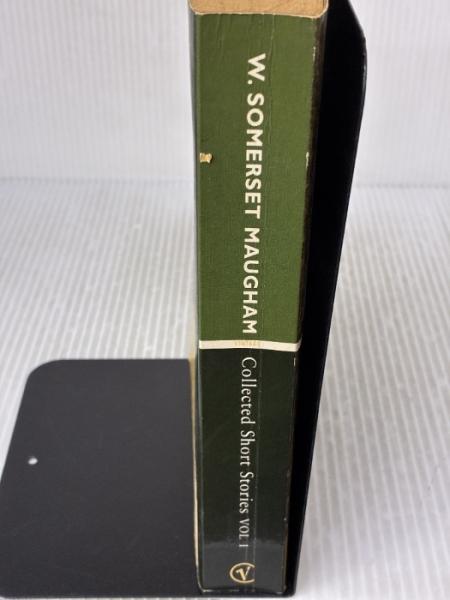 W. SOMERSET MAUGHAM
Collected Short Stories VOL 1